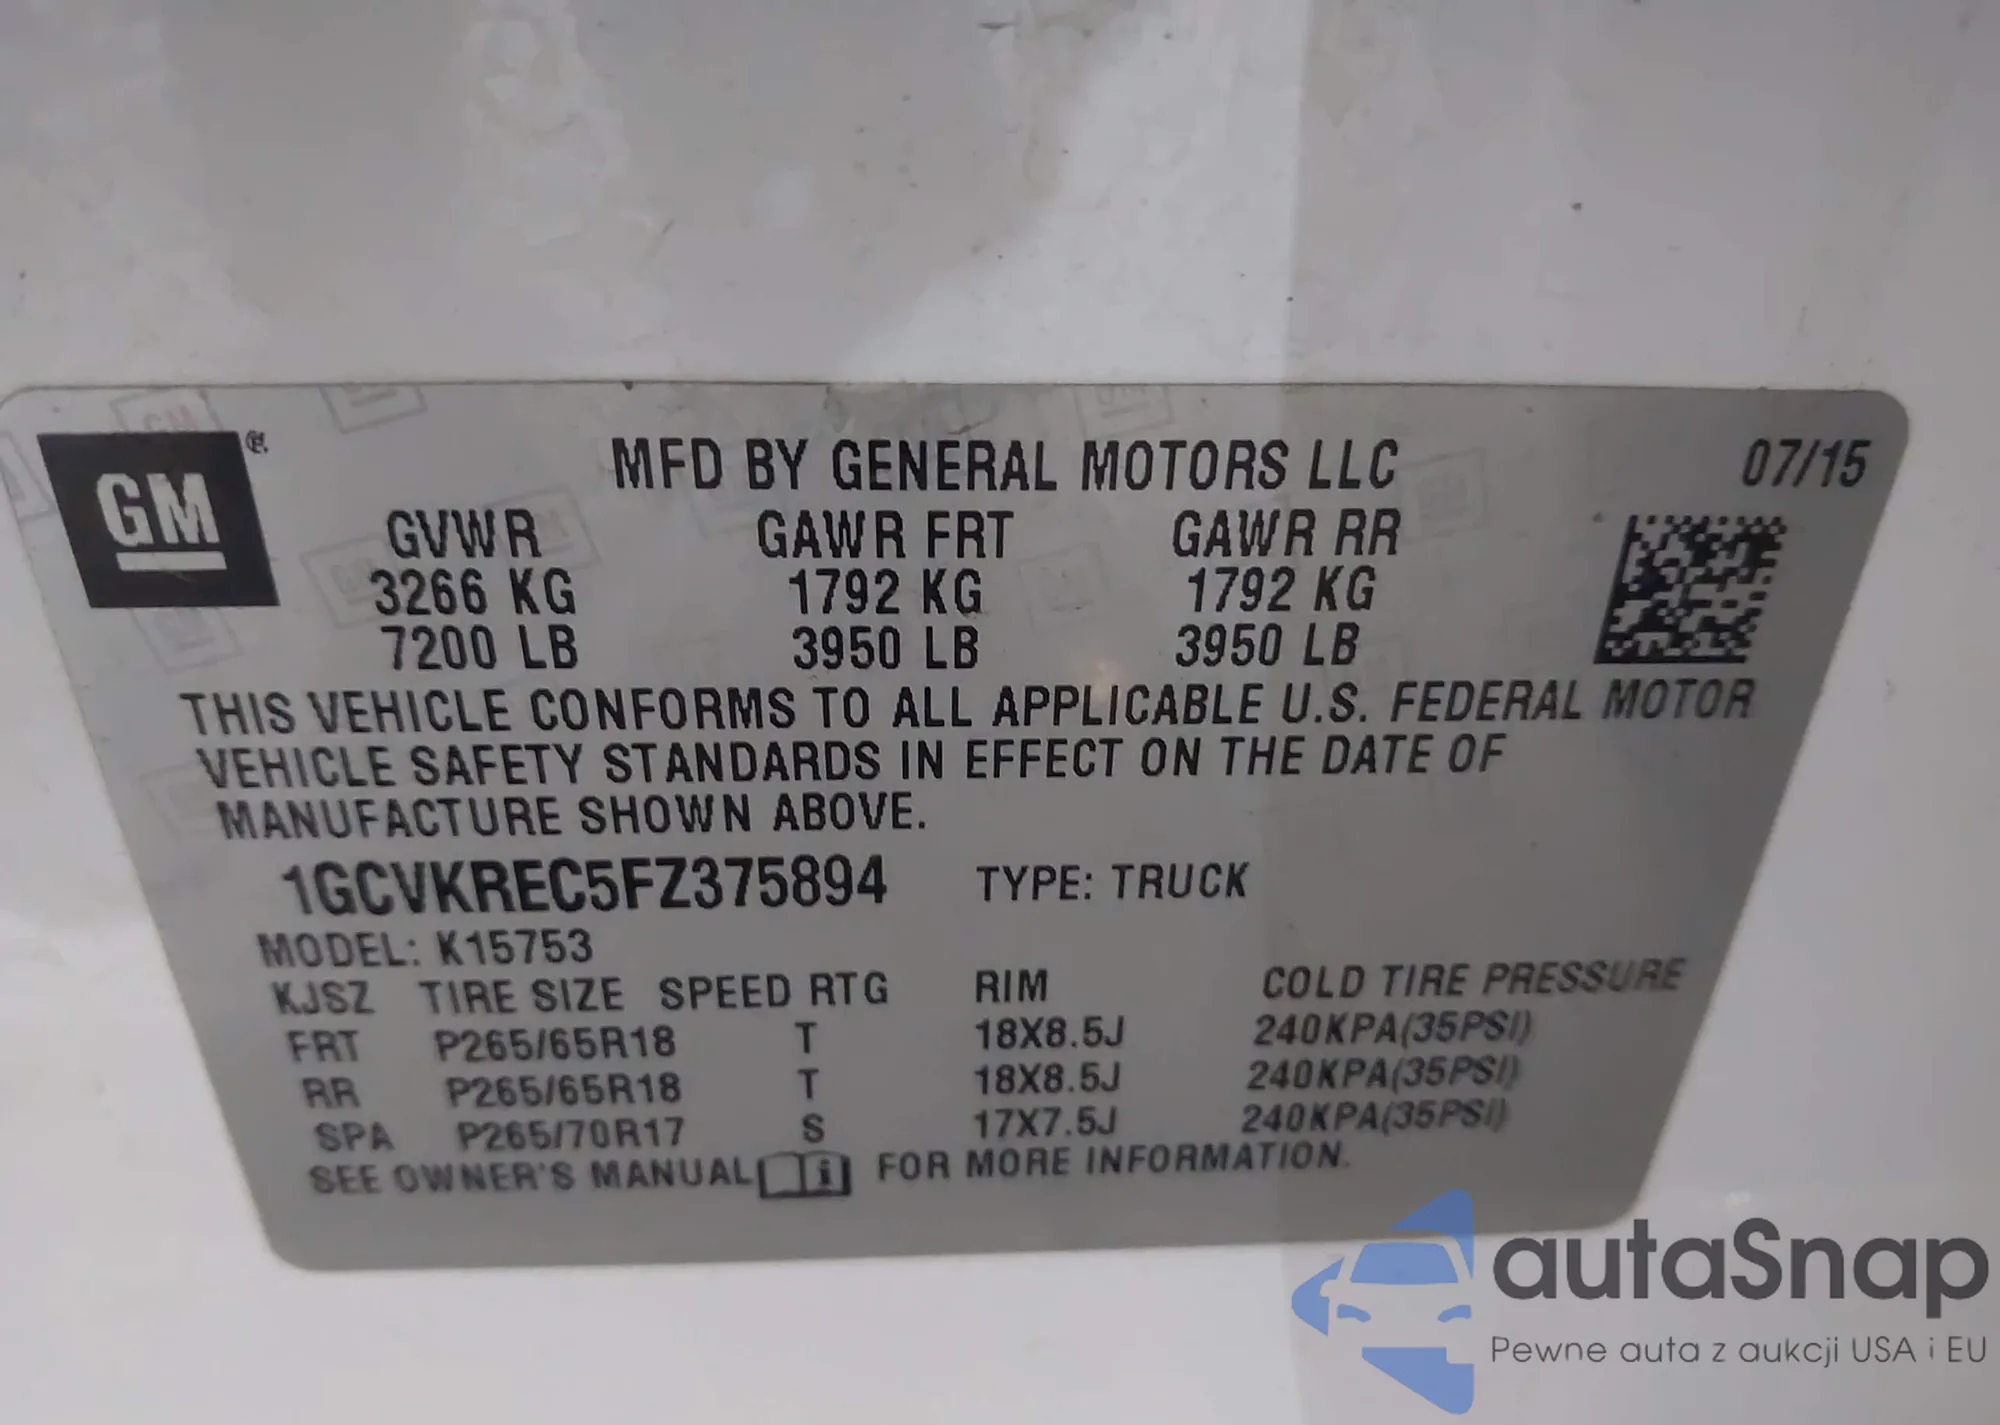 GM
MFD BY GENERAL MOTORS LLC 07/15
GVWR GAWR FRT GAWR RR
3266 KG 1792 KG 1792 KG
7200 LB 3950 LB 3950 LB
THIS VEHICLE CONFORMS TO ALL APPLICABLE U.S. FEDERAL MOTOR
VEHICLE SAFETY STANDARDS IN EFFECT ON THE DATE OF
MANUFACTURE SHOWN ABOVE.
1GCVKREC5FZ375894 TYPE: TRUCK
MODEL: K15753
KJSZ TIRE SIZE SPEED RTG RIM COLD TIRE PRESSURE
FRT P265/65R18 T 18X8.5J 240KPA(35PSI)
RR P265/65R18 T 18X8.5J 240KPA(35PSI)
SPA P265/70R17 S 17X7.5J 240KPA(35PSI)
SEE OWNER'S MANUAL FOR MORE INFORMATION.
autaSnap
Pewne auta z aukcji USA i EU